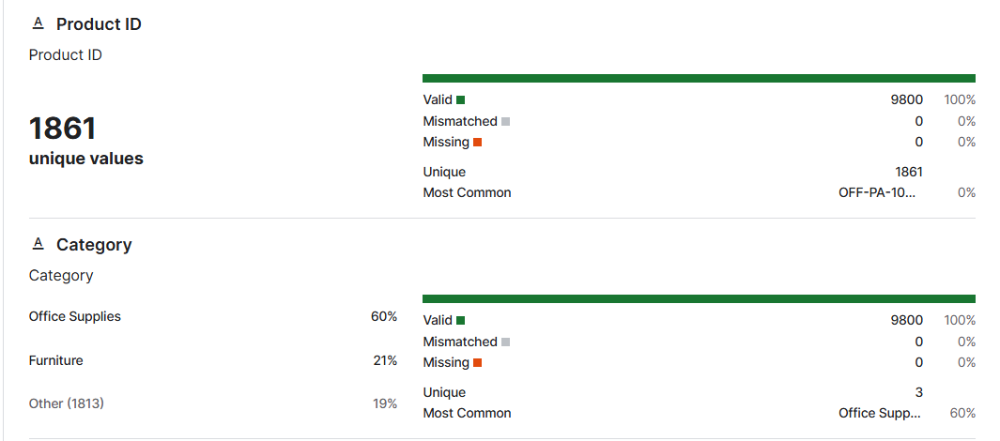 A Product ID
Product ID
1861
unique values
Valid 9800 100%
Mismatched 0 0%
Missing 0 0%
Unique 1861
Most Common OFF-PA-10... 0%
A Category
Category
Office Supplies 60%
Furniture 21%
Other (1813) 19%
Valid 9800 100%
Mismatched 0 0%
Missing 0 0%
Unique 3
Most Common Office Supp... 60%